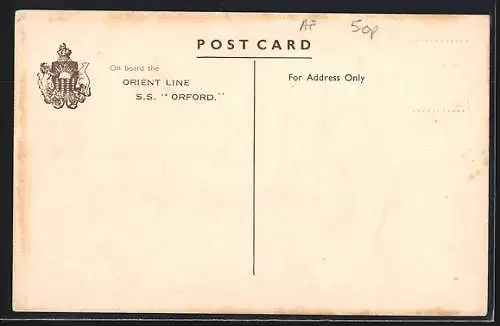 AP 50p
POST CARD
On board the
ORIENT LINE
S.S. "ORFORD."
For Address Only